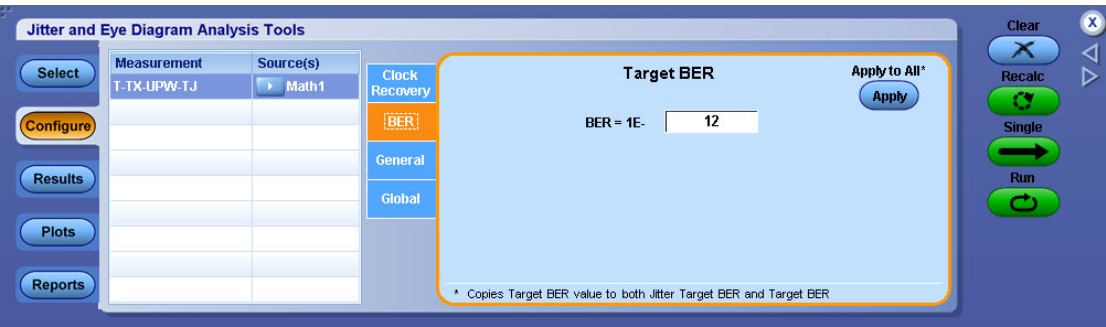 Jitter and Eye Diagram Analysis Tools
Select
Configure
Results
Plots
Reports
Measurement Source(s)
T-TX-UPW-TJ Math1
Clock
Recovery
BER
General
Global
Target BER
BER = 1E- 12
Apply to All*
Apply
* Copies Target BER value to both Jitter Target BER and Target BER
Clear
X
Recalc
Single
Run